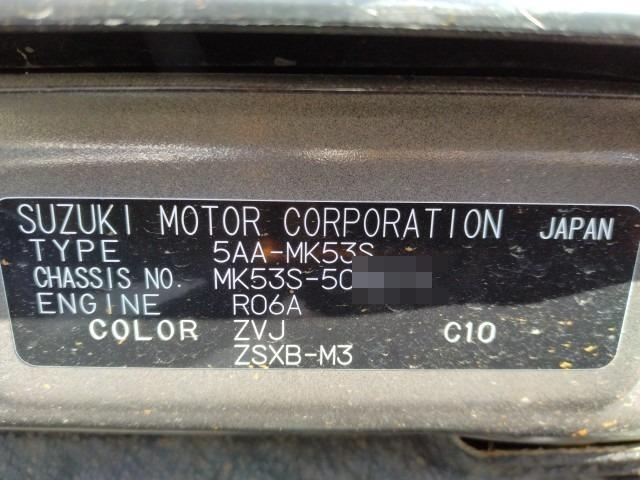 SUZUKI MOTOR CORPORATION JAPAN
TYPE 5AA-MK53S
CHASSIS NO. MK53S-50
ENGINE R06A
COLOR ZVJ C10
ZSXB-M3